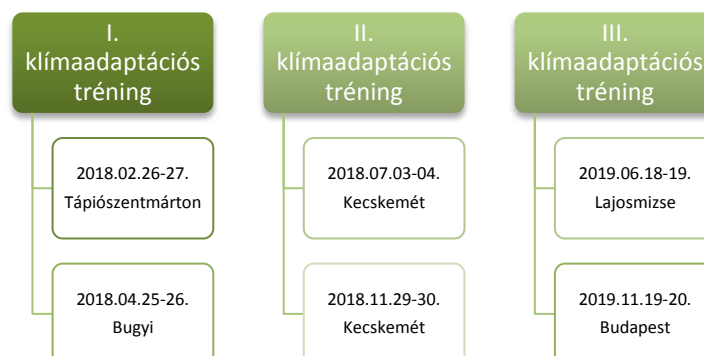 I.
klímaadaptációs
tréning
2018.02.26-27.
Tápiószentmárton
2018.04.25-26.
Bugyi
II.
klímaadaptációs
tréning
2018.07.03-04.
Kecskemét
2018.11.29-30.
Kecskemét
III.
klímaadaptációs
tréning
2019.06.18-19.
Lajosmizse
2019.11.19-20.
Budapest